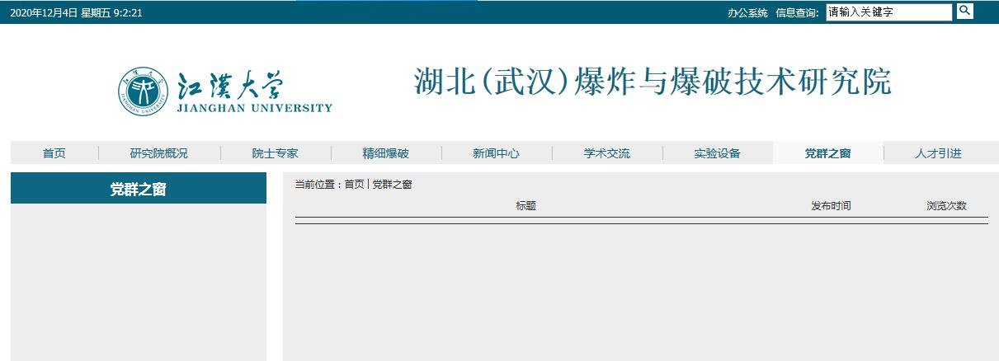 2020年12月4日 星期五 9:2:21 办公系统 信息查询: 请输入关键字
江汉大学
JIANGHAN UNIVERSITY
湖北(武汉)爆炸与爆破技术研究院
首页 研究院概况 院士专家 精细爆破 新闻中心 学术交流 实验设备 党群之窗 人才引进
党群之窗
当前位置：首页 | 党群之窗
标题 发布时间 浏览次数